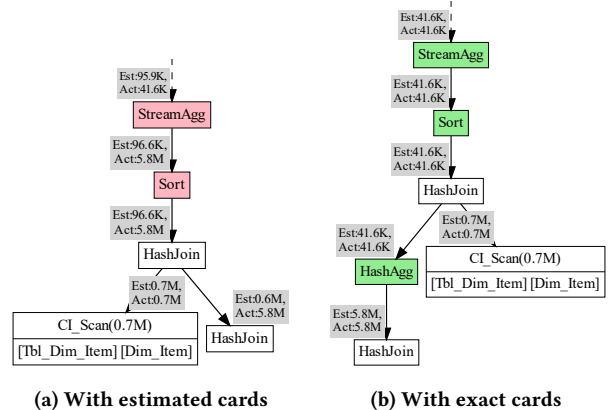 Est:95.9K,
Act:41.6K
StreamAgg
Est:96.6K,
Act:5.8M
Sort
Est:96.6K,
Act:5.8M
HashJoin
Est:0.7M,
Act:0.7M
Est:0.6M,
Act:5.8M
CI_Scan(0.7M)
[Tbl_Dim_Item] [Dim_Item]
HashJoin
(a) With estimated cards
Est:41.6K,
Act:41.6K
StreamAgg
Est:41.6K,
Act:41.6K
Sort
Est:41.6K,
Act:41.6K
HashJoin
Est:41.6K,
Act:41.6K
Est:0.7M,
Act:0.7M
HashAgg
CI_Scan(0.7M)
[Tbl_Dim_Item] [Dim_Item]
Est:5.8M,
Act:5.8M
HashJoin
(b) With exact cards